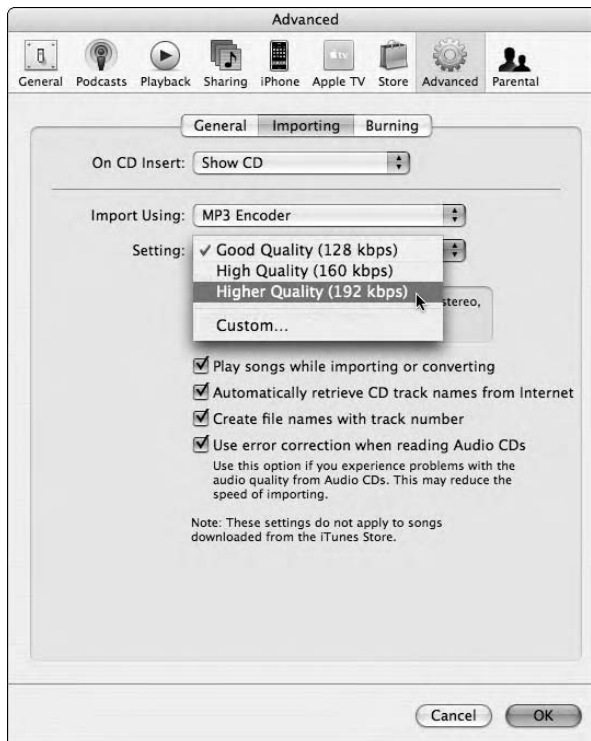 Advanced
General Podcasts Playback Sharing iPhone Apple TV Store Advanced Parental
General Importing Burning
On CD Insert: Show CD
Import Using: MP3 Encoder
Setting: ✓ Good Quality (128 kbps)
High Quality (160 kbps)
Higher Quality (192 kbps)
stereo,
Custom...
Play songs while importing or converting
Automatically retrieve CD track names from Internet
Create file names with track number
Use error correction when reading Audio CDs
Use this option if you experience problems with the
audio quality from Audio CDs. This may reduce the
speed of importing.
Note: These settings do not apply to songs
downloaded from the iTunes Store.
Cancel OK